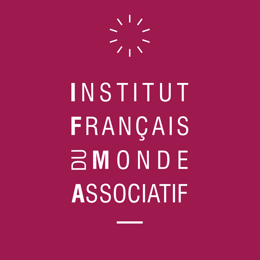 INSTITUT
FRANÇAIS
DU MONDE
ASSOCIATIF